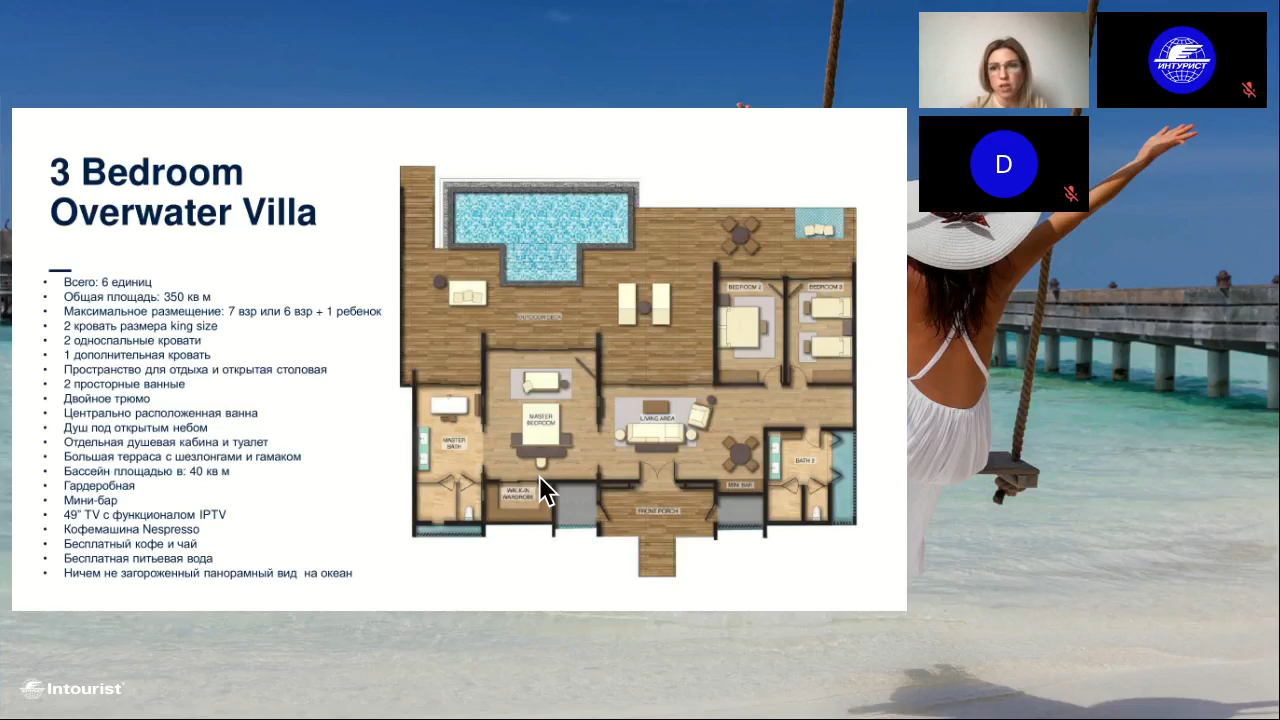 3 Bedroom
Overwater Villa
Всего: 6 единиц
Общая площадь: 350 кв м
Максимальное размещение: 7 взр или 6 взр + 1 ребенок
2 кровать размера king size
2 односпальные кровати
1 дополнительная кровать
Пространство для отдыха и открытая столовая
2 просторные ванные
Двойное трюмо
Центрально расположенная ванна
Душ под открытым небом
Отдельная душевая кабина и туалет
Большая терраса с шезлонгами и гамаком
Бассейн площадью в: 40 кв м
Гардеробная
Мини-бар
49" TV с функционалом IPTV
Кофемашина Nespresso
Бесплатный кофе и чай
Бесплатная питьевая вода
Ничем не загороженный панорамный вид на океан
OUTDOOR DECK
BEDROOM 2
BEDROOM 3
MASTER
BEDROOM
LIVING AREA
MASTER
BATH
BATH 2
MINI BAR
WALK-IN
WARDROBE
FRONT PORCH
ИНТУРИСТ
D
Intourist